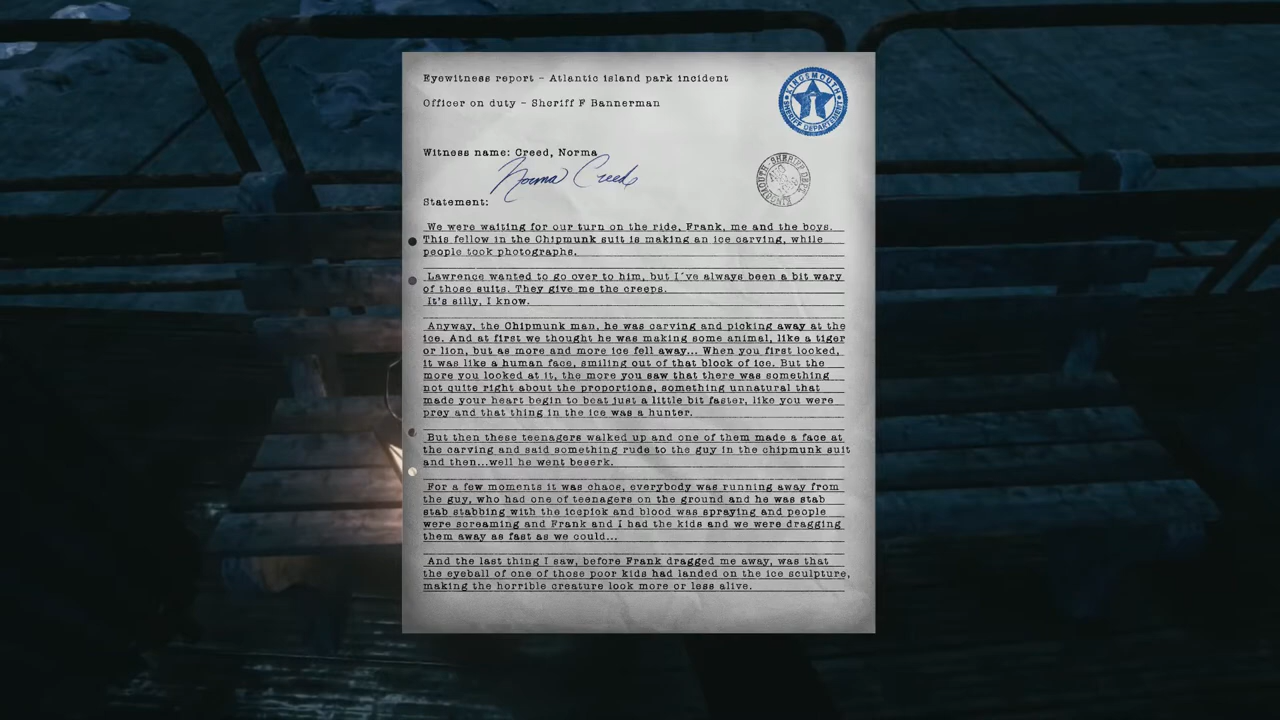 Eyewitness report - Atlantic island park incident
Officer on duty - Sheriff F Bannerman
KINGSMOUTH
SHERIFF DEPARTMENT
Witness name: Creed, Norma
Norma Creed
Statement:
We were waiting for our turn on the ride, Frank, me and the boys.
This fellow in the Chipmunk suit is making an ice carving, while
people took photographs.
Lawrence wanted to go over to him, but I've always been a bit wary
of those suits. They give me the creeps.
It's silly, I know.
Anyway, the Chipmunk man, he was carving and picking away at the
ice. And at first we thought he was making some animal, like a tiger
or lion, but as more and more ice fell away... When you first looked,
it was like a human face, smiling out of that block of ice. But the
more you looked at it, the more you saw that there was something
not quite right about the proportions, something unnatural that
made your heart begin to beat just a little bit faster, like you were
prey and that thing in the ice was a hunter.
But then these teenagers walked up and one of them made a face at
the carving and said something rude to the guy in the chipmunk suit
and then...well he went beserk.
For a few moments it was chaos, everybody was running away from
the guy, who had one of teenagers on the ground and he was stab
stab stabbing with the icepick and blood was spraying and people
were screaming and Frank and I had the kids and we were dragging
them away as fast as we could...
And the last thing I saw, before Frank dragged me away, was that
the eyeball of one of those poor kids had landed on the ice sculpture,
making the horrible creature look more or less alive.